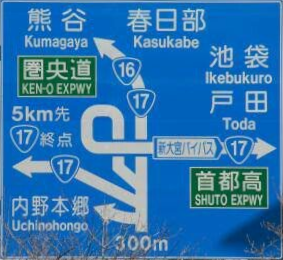 熊谷
Kumagaya
春日部
Kasukabe
圏央道
KEN-O EXPWY
16
17
池袋
Ikebukuro
戸田
Toda
5km先
17 終点
17
新大宮バイパス 17
首都高
SHUTO EXPWY
内野本郷
Uchinohongo
300m